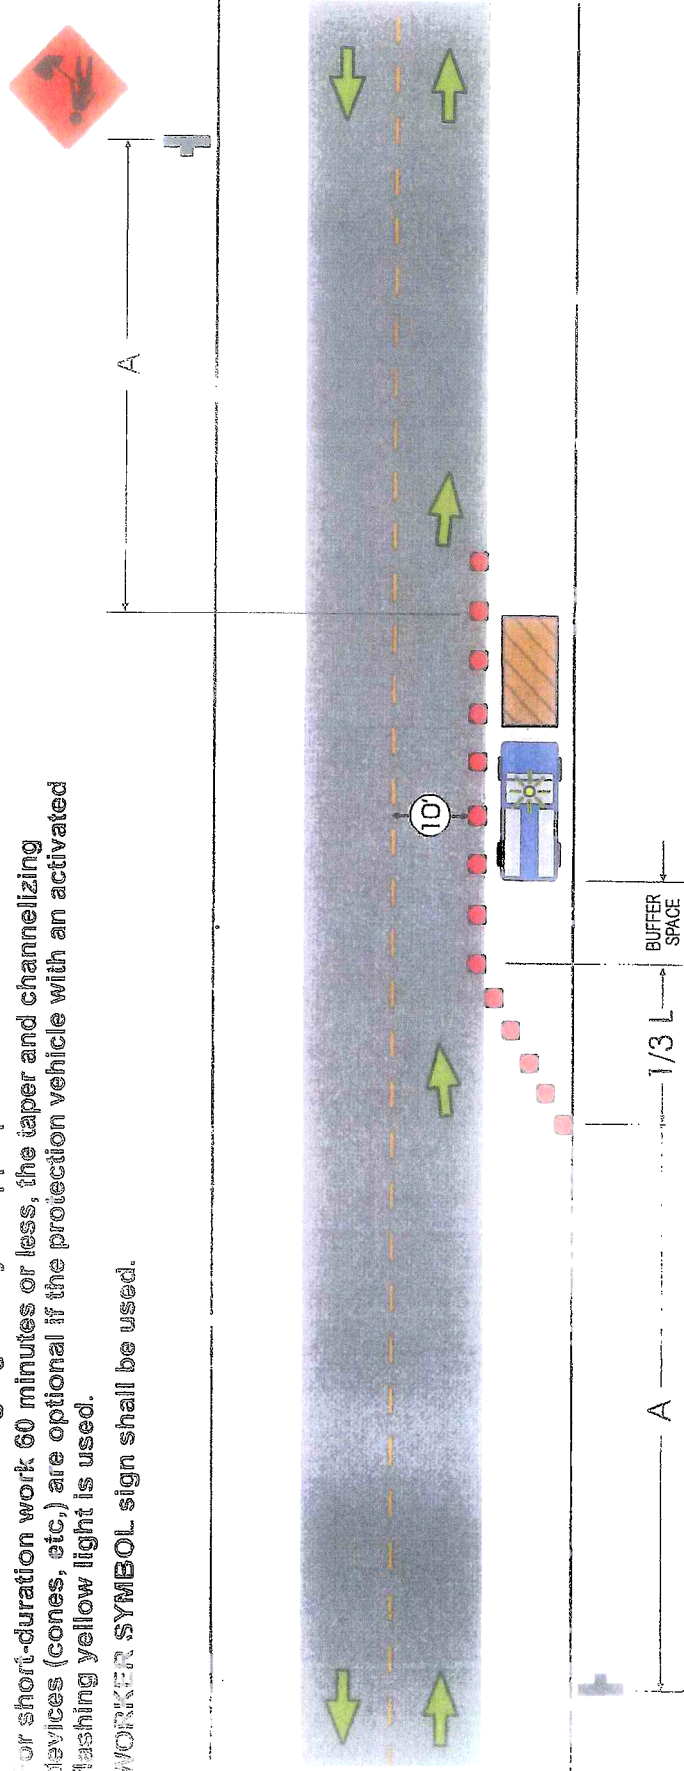 or short-duration work 60 minutes or less, the taper and channelizing
devices (cones, etc,) are optional if the protection vehicle with an activated
flashing yellow light is used.
WORKER SYMBOL sign shall be used.
A
10'
BUFFER
SPACE
1/3 L
A